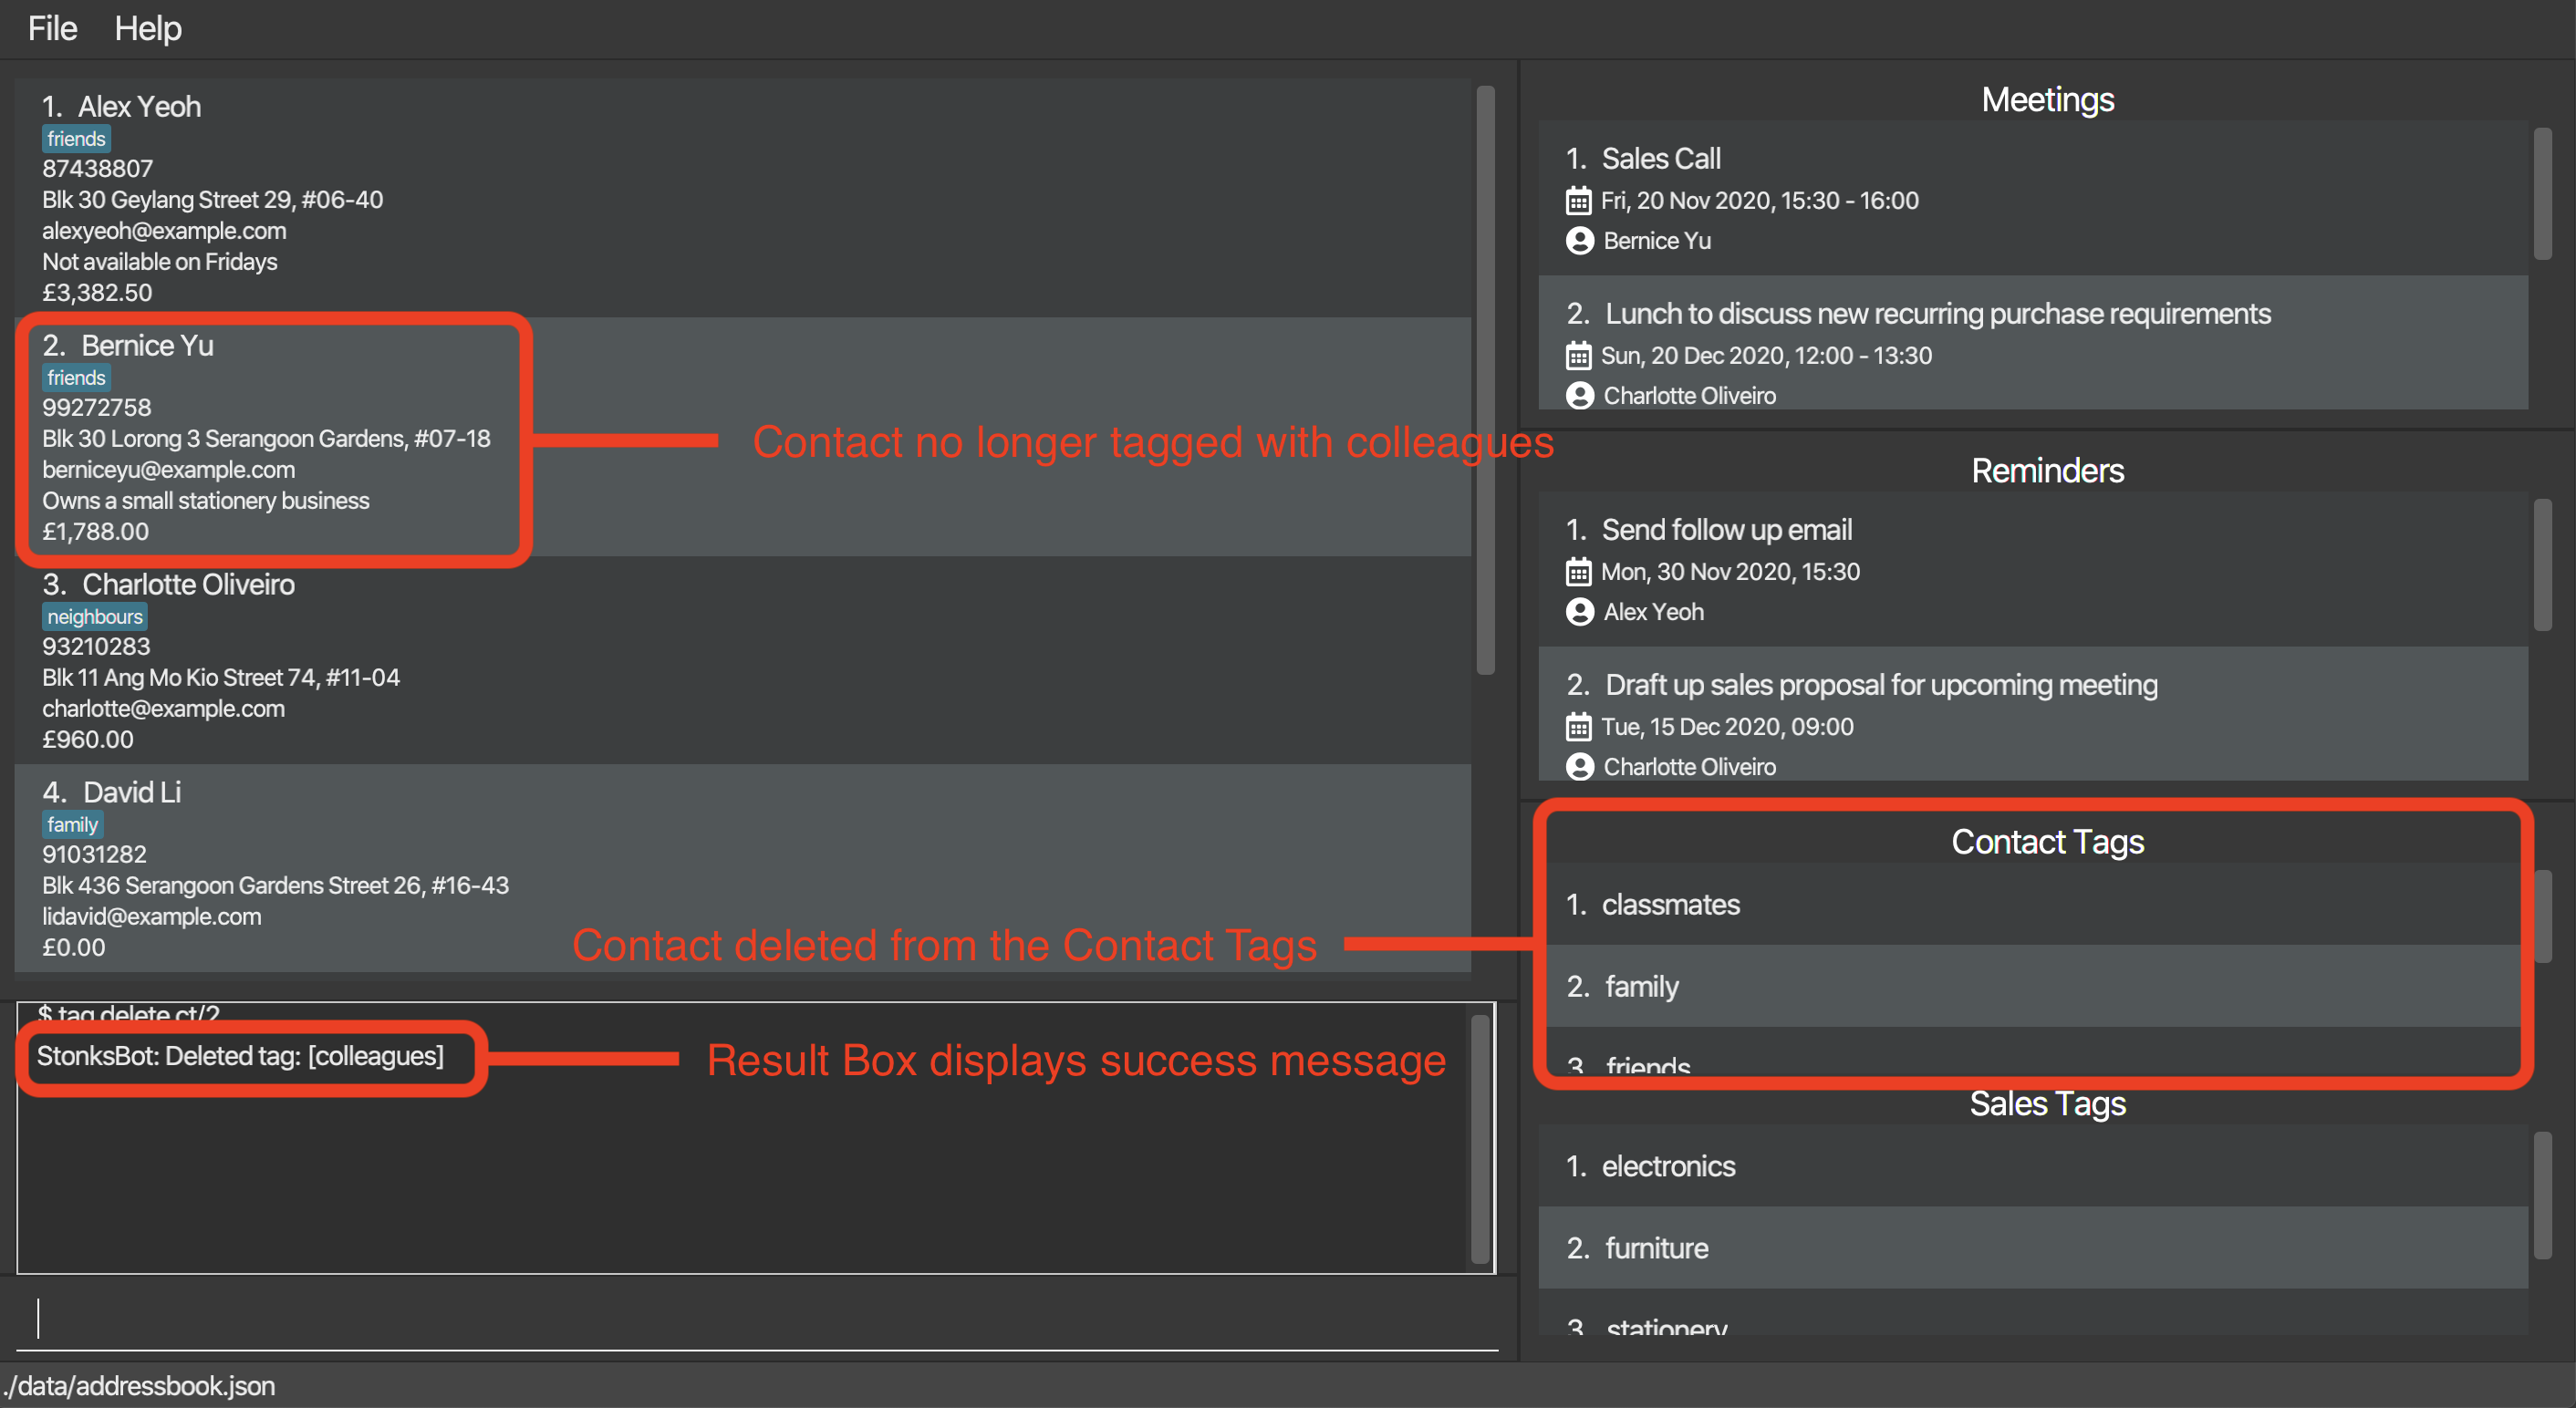 File Help
1. Alex Yeoh
friends
87438807
Blk 30 Geylang Street 29, #06-40
alexyeoh@example.com
Not available on Fridays
£3,382.50
2. Bernice Yu
friends
99272758
Blk 30 Lorong 3 Serangoon Gardens, #07-18
berniceyu@example.com
Owns a small stationery business
£1,788.00
Contact no longer tagged with colleagues
3. Charlotte Oliveiro
neighbours
93210283
Blk 11 Ang Mo Kio Street 74, #11-04
charlotte@example.com
£960.00
4. David Li
family
91031282
Blk 436 Serangoon Gardens Street 26, #16-43
lidavid@example.com
£0.00
Contact deleted from the Contact Tags
$ tag delete ct/2
StonksBot: Deleted tag: [colleagues]
Result Box displays success message
./data/addressbook.json
Meetings
1. Sales Call
Fri, 20 Nov 2020, 15:30 - 16:00
Bernice Yu
2. Lunch to discuss new recurring purchase requirements
Sun, 20 Dec 2020, 12:00 - 13:30
Charlotte Oliveiro
Reminders
1. Send follow up email
Mon, 30 Nov 2020, 15:30
Alex Yeoh
2. Draft up sales proposal for upcoming meeting
Tue, 15 Dec 2020, 09:00
Charlotte Oliveiro
Contact Tags
1. classmates
2. family
3. friends
Sales Tags
1. electronics
2. furniture
3. stationery